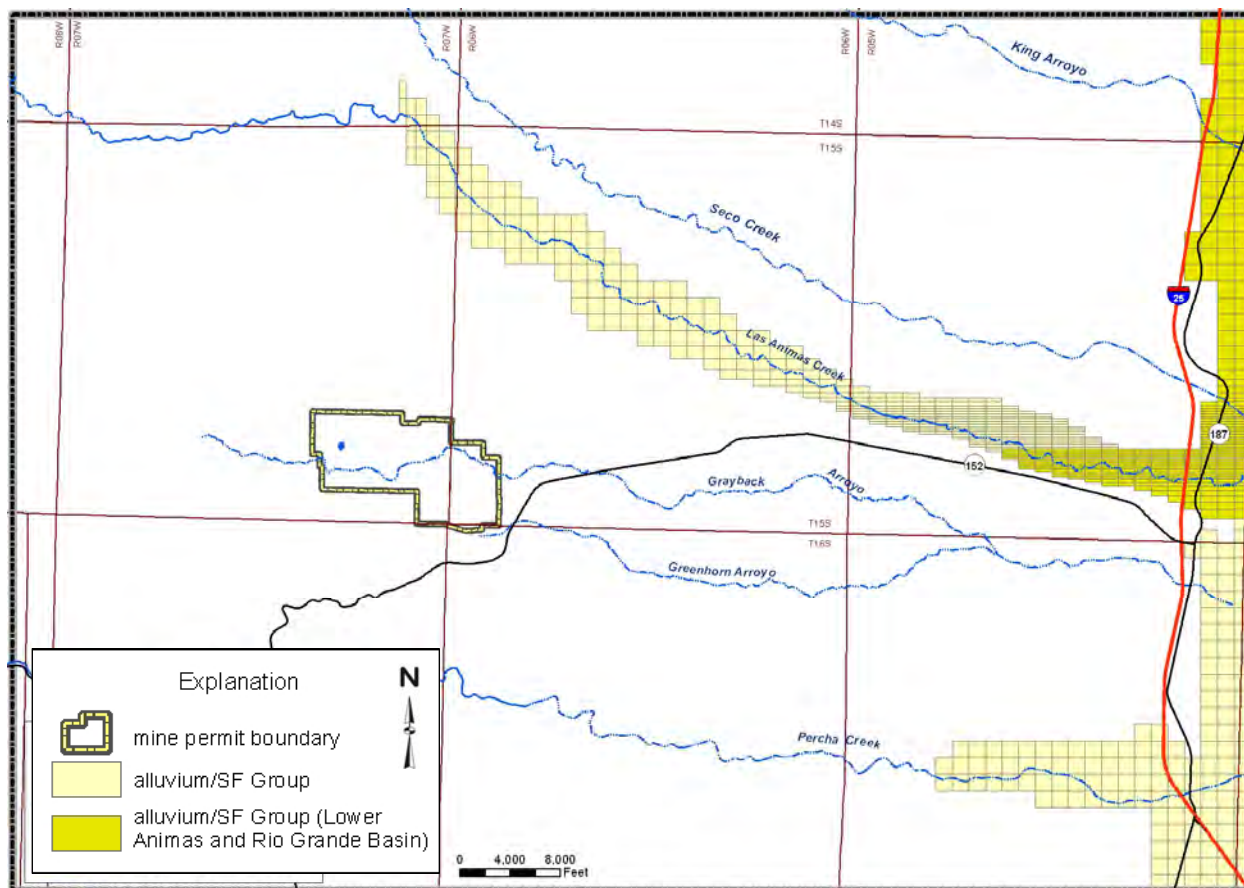 R08W
R07W
R07W
R06W
R06W
R05W
King Arroyo
T14S
T15S
Seco Creek
25
Las Animas Creek
187
152
Grayback
Arroyo
T15S
T16S
Greenhorn Arroyo
Percha Creek
Explanation
N
mine permit boundary
alluvium/SF Group
alluvium/SF Group (Lower
Animas and Rio Grande Basin)
0 4,000 8,000
Feet